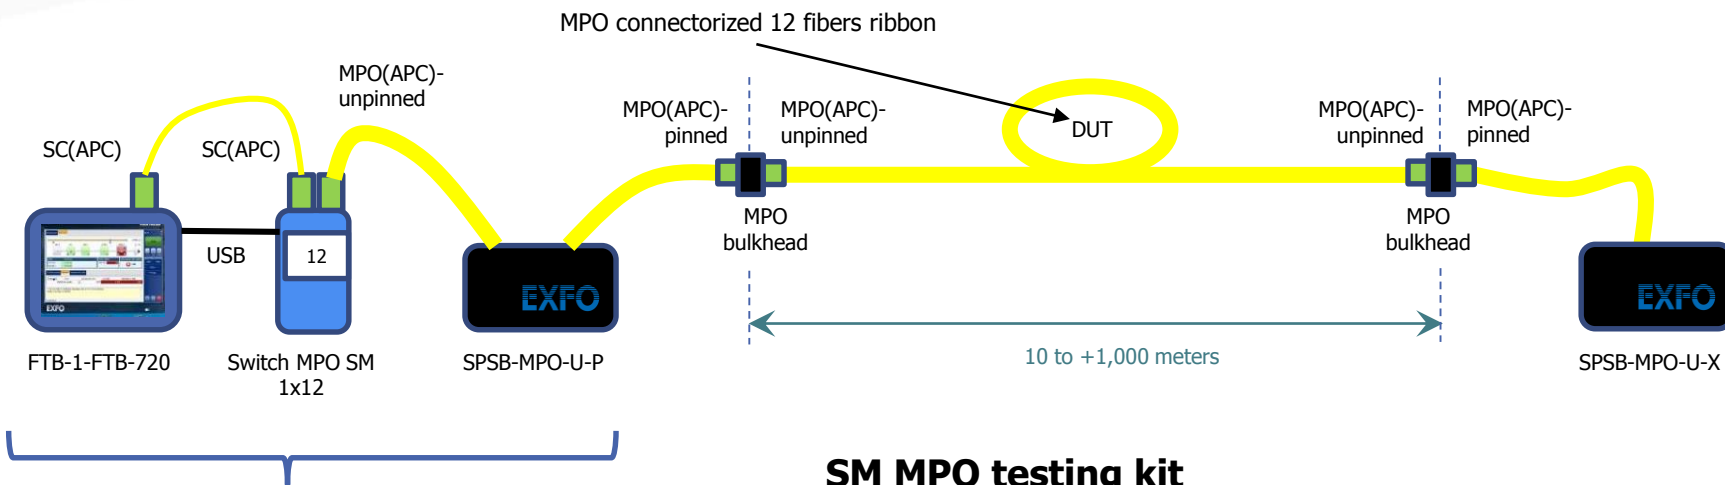 MPO connectorized 12 fibers ribbon
MPO(APC)-
unpinned
MPO(APC)-
pinned
MPO(APC)-
unpinned
MPO(APC)-
unpinned
MPO(APC)-
pinned
SC(APC)
SC(APC)
DUT
USB
12
MPO
bulkhead
MPO
bulkhead
EXFO
EXFO
EXFO
10 to +1,000 meters
FTB-1-FTB-720
Switch MPO SM
1x12
SPSB-MPO-U-P
SPSB-MPO-U-X
SM MPO testing kit